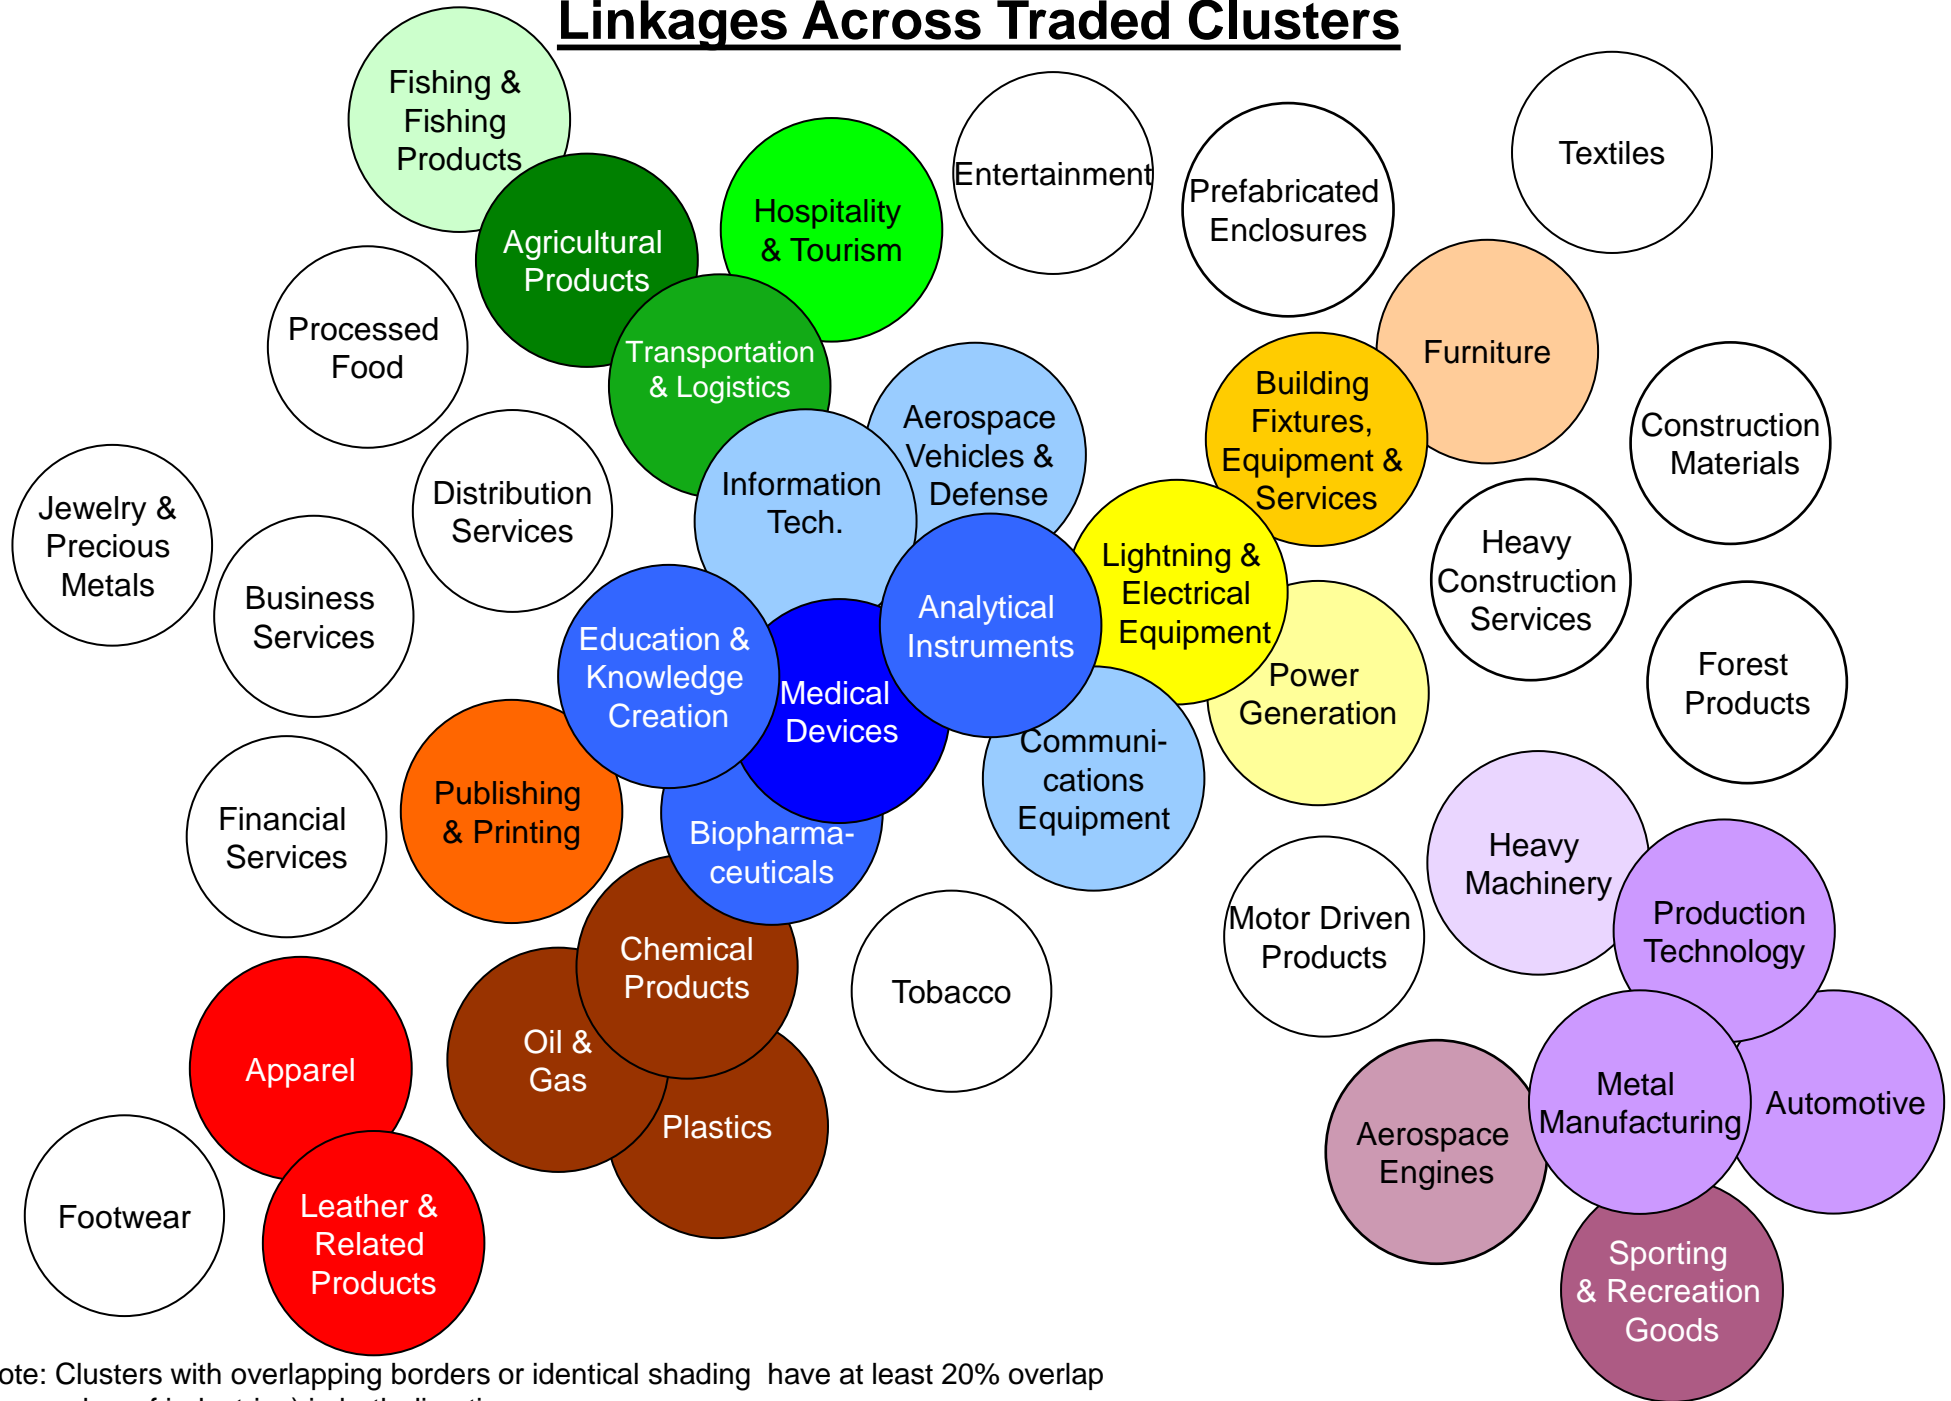 Linkages Across Traded Clusters
Fishing &
Fishing
Products
Entertainment
Prefabricated
Enclosures
Textiles
Hospitality
& Tourism
Agricultural
Products
Processed
Food
Transportation
& Logistics
Furniture
Building
Fixtures,
Equipment &
Services
Aerospace
Vehicles &
Defense
Construction
Materials
Information
Tech.
Distribution
Services
Jewelry &
Precious
Metals
Lightning &
Electrical
Equipment
Heavy
Construction
Services
Business
Services
Analytical
Instruments
Education &
Knowledge
Creation
Medical
Devices
Power
Generation
Forest
Products
Communi-
cations
Equipment
Publishing
& Printing
Financial
Services
Biopharma-
ceuticals
Heavy
Machinery
Motor Driven
Products
Production
Technology
Chemical
Products
Tobacco
Oil &
Gas
Apparel
Plastics
Metal
Manufacturing
Automotive
Aerospace
Engines
Footwear
Leather &
Related
Products
Sporting
& Recreation
Goods
ote: Clusters with overlapping borders or identical shading  have at least 20% overlap